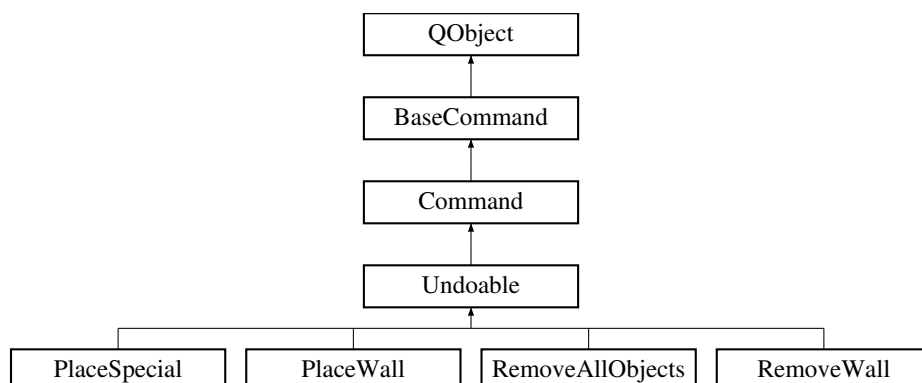 QObject
BaseCommand
Command
Undoable
PlaceSpecial PlaceWall RemoveAllObjects RemoveWall